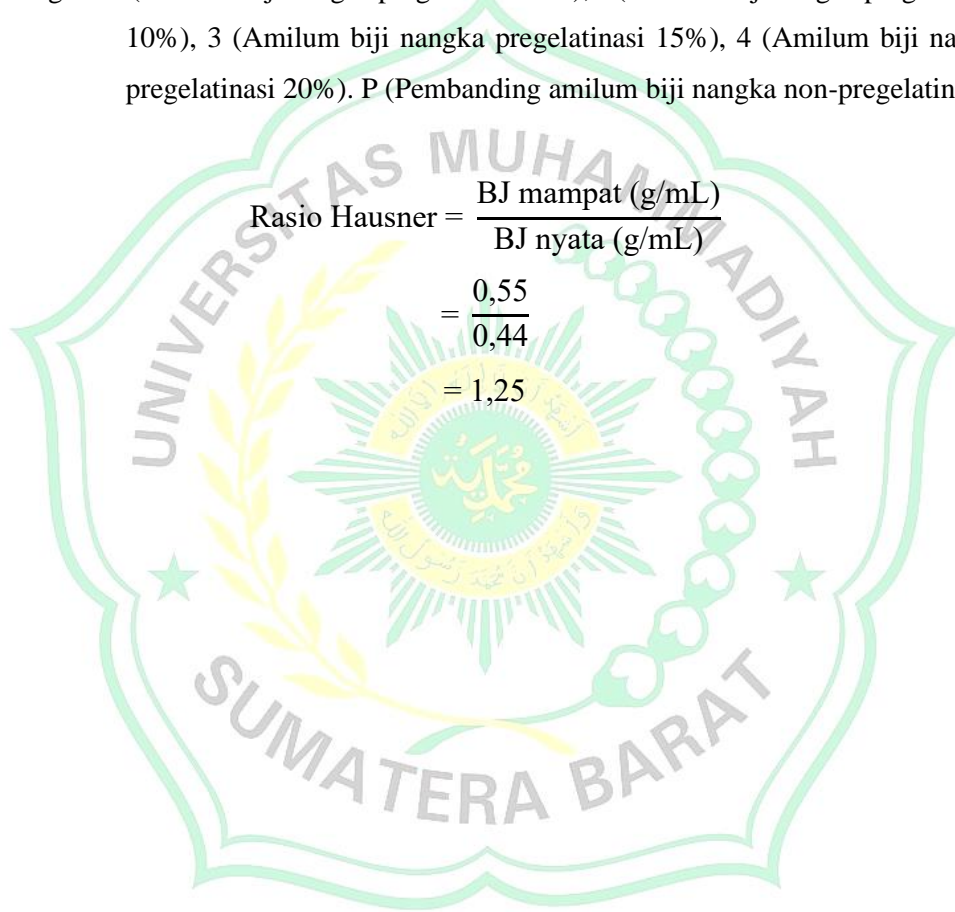 10%), 3 (Amilum biji nangka pregelatinasi 15%), 4 (Amilum biji na
pregelatinasi 20%). P (Pembanding amilum biji nangka non-pregelatin
Rasio Hausner = BJ mampat (g/mL)
BJ nyata (g/mL)
= 0,55
0,44
= 1,25
UNIVERSITAS MUHAMMADIYAH
SUMATERA BARAT